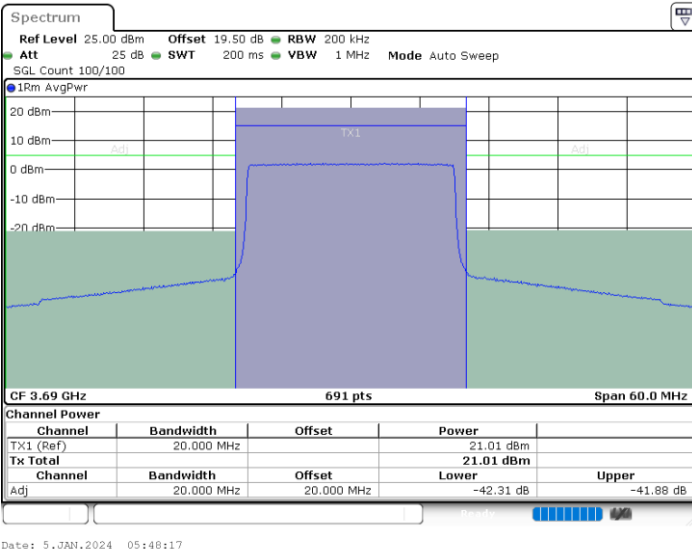 Spectrum
Ref Level 25.00 dBm Offset 19.50 dB RBW 200 kHz
Att 25 dB SWT 200 ms VBW 1 MHz Mode Auto Sweep
SGL Count 100/100
1Rm AvgPwr
20 dBm
TX1
10 dBm
Adj Adj
0 dBm
-10 dBm
-20 dBm
CF 3.69 GHz 691 pts Span 60.0 MHz
Channel Power
Channel Bandwidth Offset Power
TX1 (Ref) 20.000 MHz 21.01 dBm
Tx Total 21.01 dBm
Channel Bandwidth Offset Lower Upper
Adj 20.000 MHz 20.000 MHz -42.31 dB -41.88 dB
Ready
Date: 5.JAN.2024 05:48:17